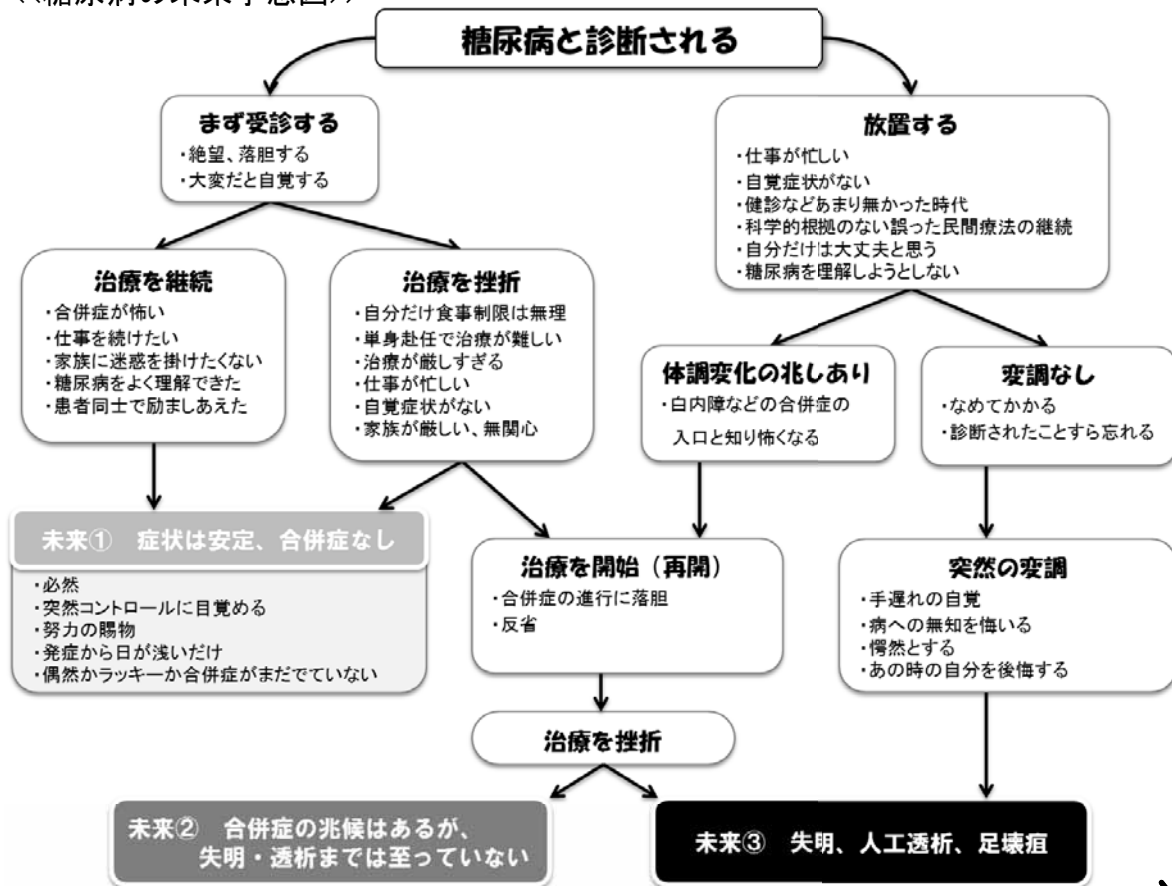 《糖尿病の未来予想図》
糖尿病と診断される
まず受診する
・絶望、落胆する
・大変だと自覚する
放置する
・仕事が忙しい
・自覚症状がない
・健診などあまり無かった時代
・科学的根拠のない誤った民間療法の継続
・自分だけは大丈夫と思う
・糖尿病を理解しようとしない
治療を継続
・合併症が怖い
・仕事を続けたい
・家族に迷惑を掛けたくない
・糖尿病をよく理解できた
・患者同士で励ましあえた
治療を挫折
・自分だけ食事制限は無理
・単身赴任で治療が難しい
・治療が厳しすぎる
・仕事が忙しい
・自覚症状がない
・家族が厳しい、無関心
体調変化の兆しあり
・白内障などの合併症の
入口と知り怖くなる
変調なし
・なめてかかる
・診断されたことすら忘れる
未来① 症状は安定、合併症なし
・必然
・突然コントロールに目覚める
・努力の賜物
・発症から日が浅いだけ
・偶然かラッキーか合併症がまだでていない
治療を開始(再開)
・合併症の進行に落胆
・反省
突然の変調
・手遅れの自覚
・病への無知を悔いる
・愕然とする
・あの時の自分を後悔する
治療を挫折
未来② 合併症の兆候はあるが、
失明・透析までは至っていない
未来③ 失明、人工透析、足壊疽